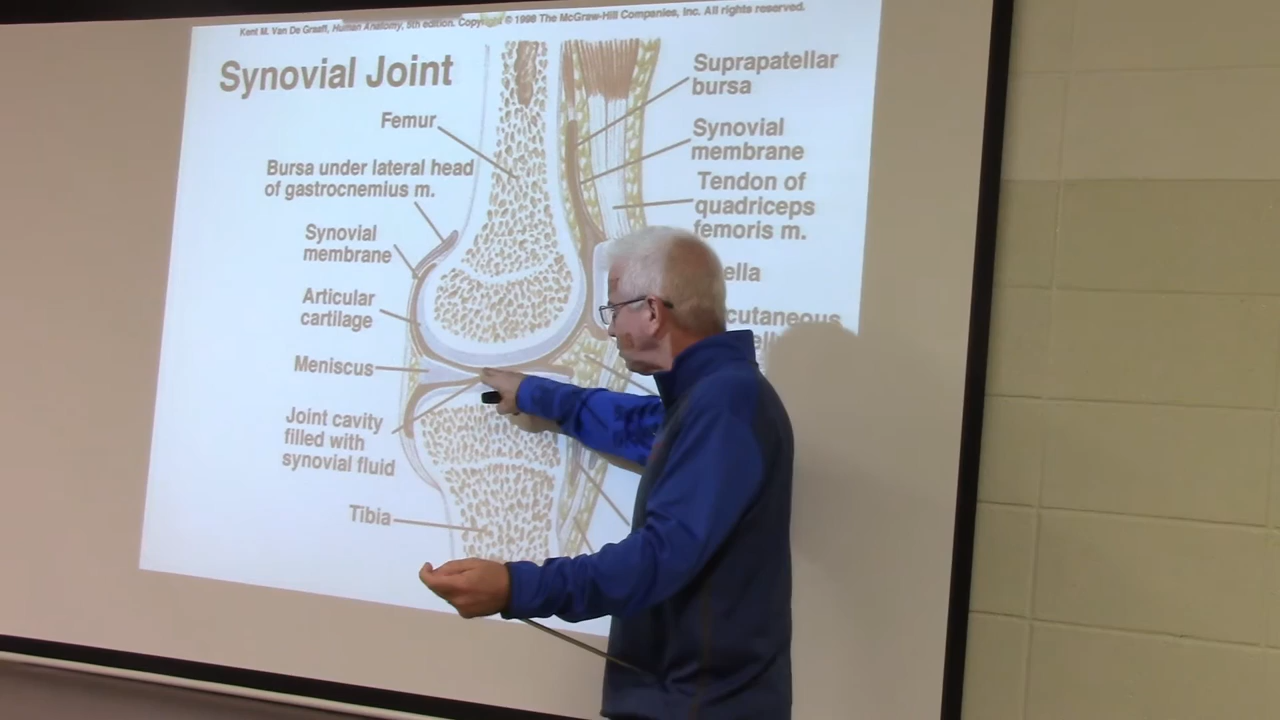 Kent M. Van De Graaff, Human Anatomy, 5th edition. Copyright © 1998 The McGraw-Hill Companies, Inc. All rights reserved.
Synovial Joint
Femur
Bursa under lateral head
of gastrocnemius m.
Synovial
membrane
Articular
cartilage
Meniscus
Joint cavity
filled with
synovial fluid
Tibia
Suprapatellar
bursa
Synovial
membrane
Tendon of
quadriceps
femoris m.
ella
cutaneous